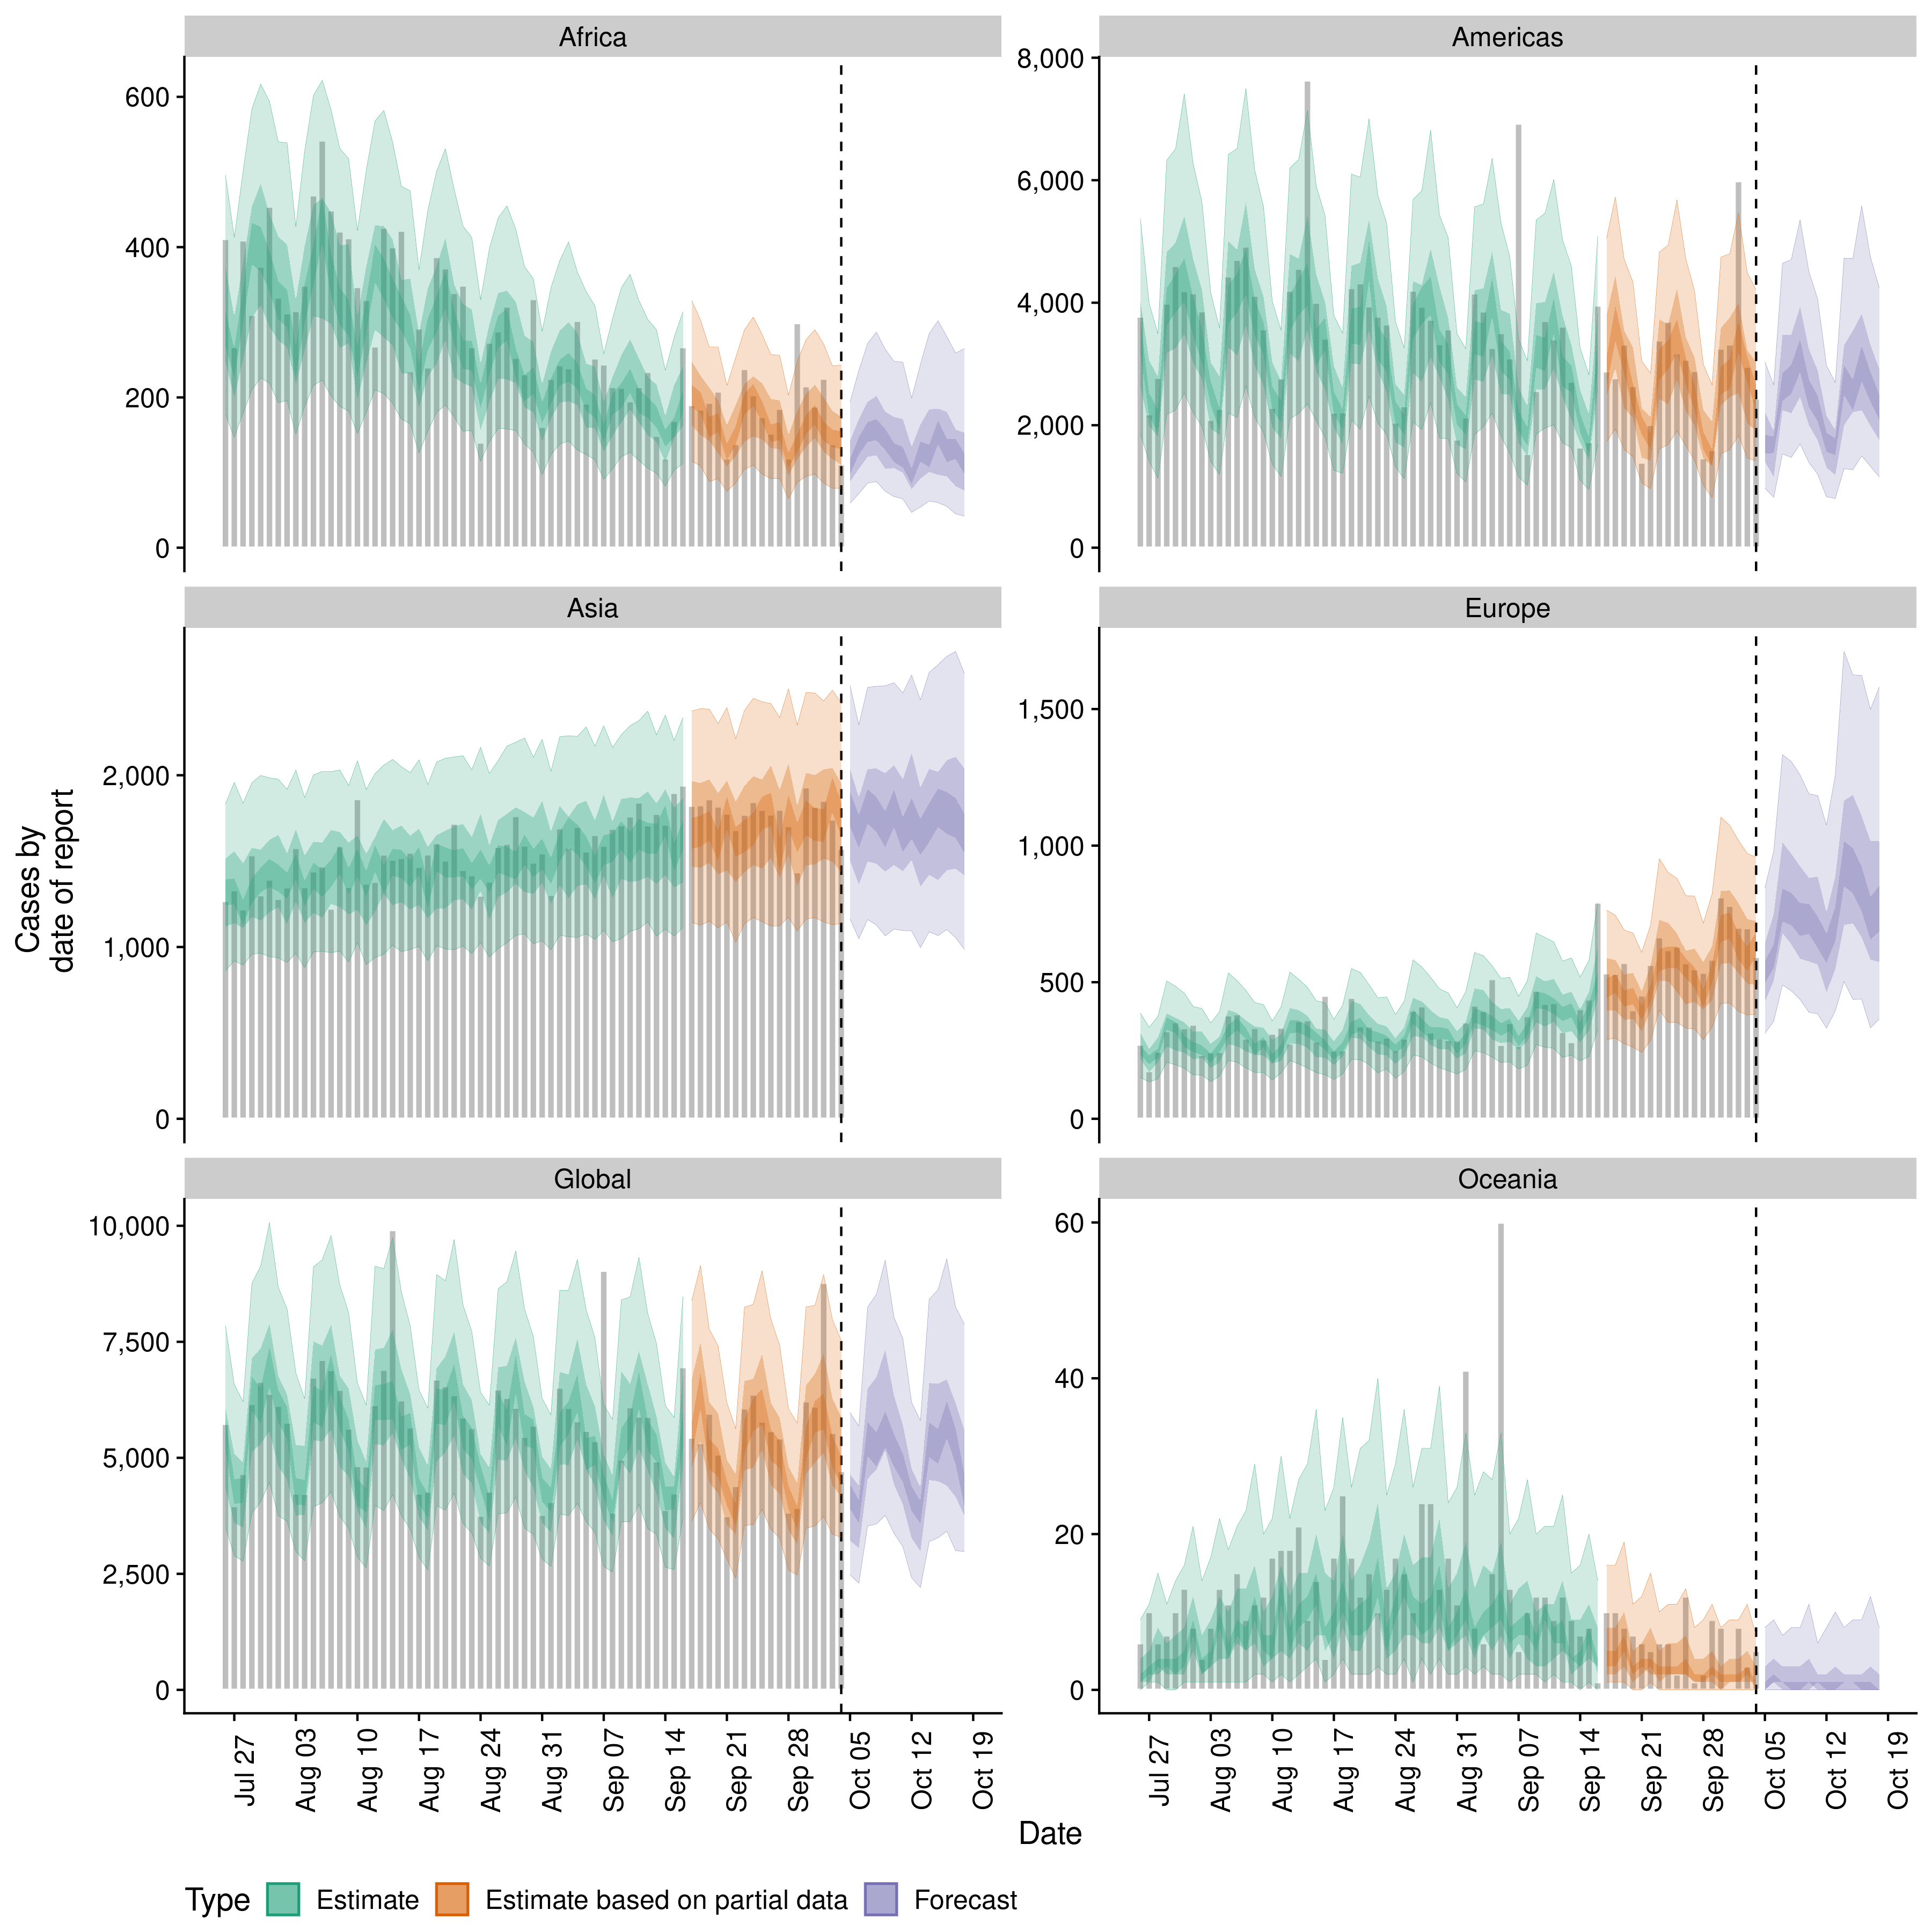 Africa
Americas
600
400
200
0
8,000
6,000
4,000
2,000
0
Asia
Europe
2,000
1,000
0
1,500
1,000
500
0
Global
Oceania
10,000
7,500
5,000
2,500
0
60
40
20
0
Cases by
date of report
Jul 27
Aug 03
Aug 10
Aug 17
Aug 24
Aug 31
Sep 07
Sep 14
Sep 21
Sep 28
Oct 05
Oct 12
Oct 19
Jul 27
Aug 03
Aug 10
Aug 17
Aug 24
Aug 31
Sep 07
Sep 14
Sep 21
Sep 28
Oct 05
Oct 12
Oct 19
Date
Type Estimate Estimate based on partial data Forecast